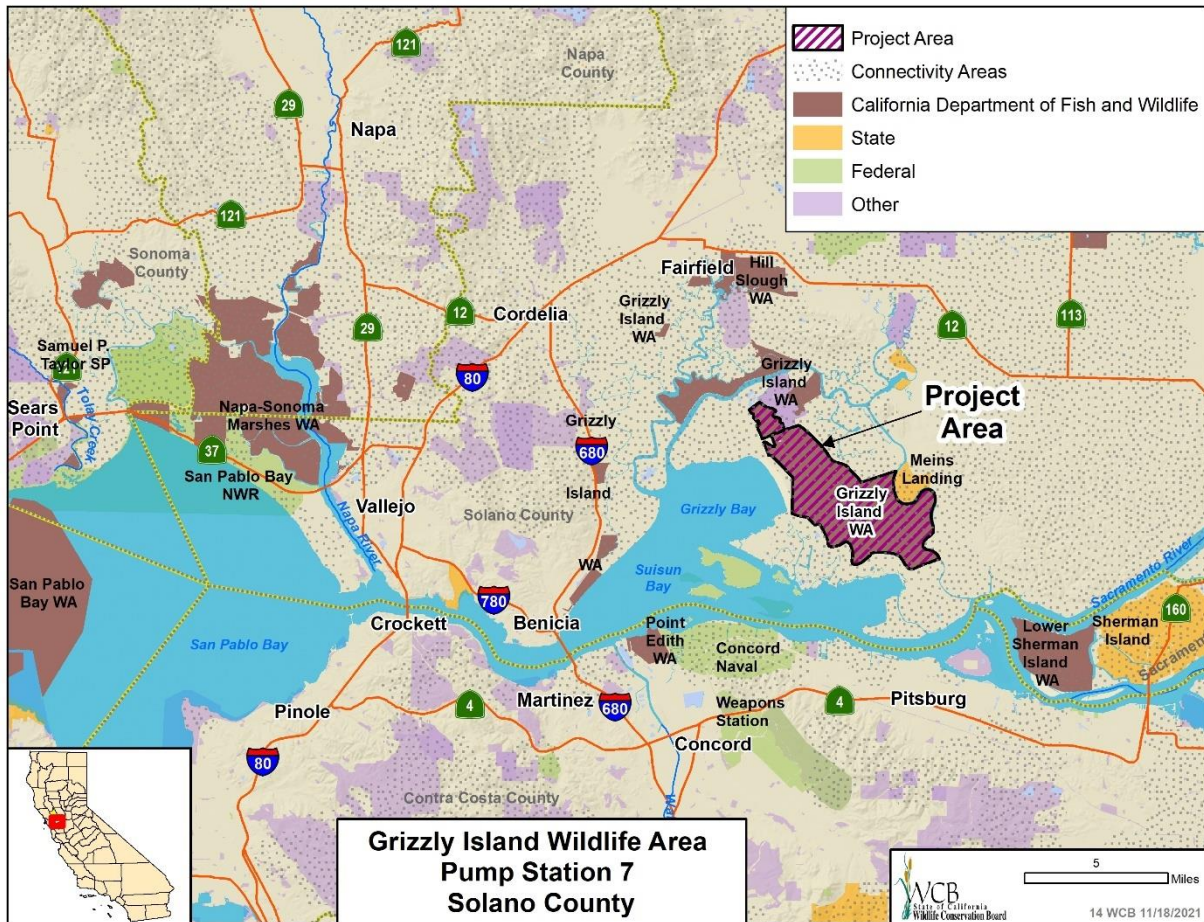 Project Area
Connectivity Areas
California Department of Fish and Wildlife
State
Federal
Other
121
Napa
County
29
Napa
121
Sonoma
County
Fairfield
Hill
Slough
WA
Grizzly
Island
WA
12
113
Cordelia
12
29
Samuel P.
Taylor SP
80
Grizzly
Island
WA
Project
Area
Sears
Point
Tolay Creek
Napa-Sonoma
Marshes WA
Grizzly
680
Island
WA
37
San Pablo Bay
NWR
Meins
Landing
Grizzly
Island
WA
Vallejo
Napa River
Solano County
Grizzly Bay
San Pablo
Bay WA
Suisun
Bay
Sacramento River
780
Crockett
Benicia
160
San Pablo Bay
Point
Edith
WA
Concord
Naval
Weapons
Station
Lower
Sherman
Island
WA
Sherman
Island
Martinez
680
Pinole
4
4
Pitsburg
Concord
80
Contra Costa County
Grizzly Island Wildlife Area
Pump Station 7
Solano County
WCB
State of California
Wildlife Conservation Board
5
Miles
14 WCB 11/18/202